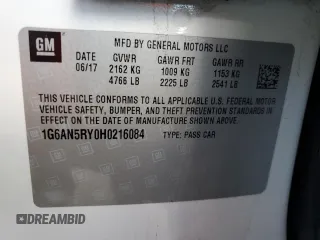 GM
MFD BY GENERAL MOTORS LLC
DATE GVWR GAWR FRT GAWR RR
06/17 2162 KG 1009 KG 1153 KG
4766 LB 2225 LB 2541 LB
THIS VEHICLE CONFORMS TO ALL APPLICABLE U.S. FEDERAL MOTOR
VEHICLE SAFETY, BUMPER, AND THEFT PREVENTION STANDARDS IN
EFFECT ON THE DATE OF MANUFACTURE SHOWN ABOVE.
1G6AN5RY0H0216084 TYPE: PASS CAR
AUTOBIDMASTER